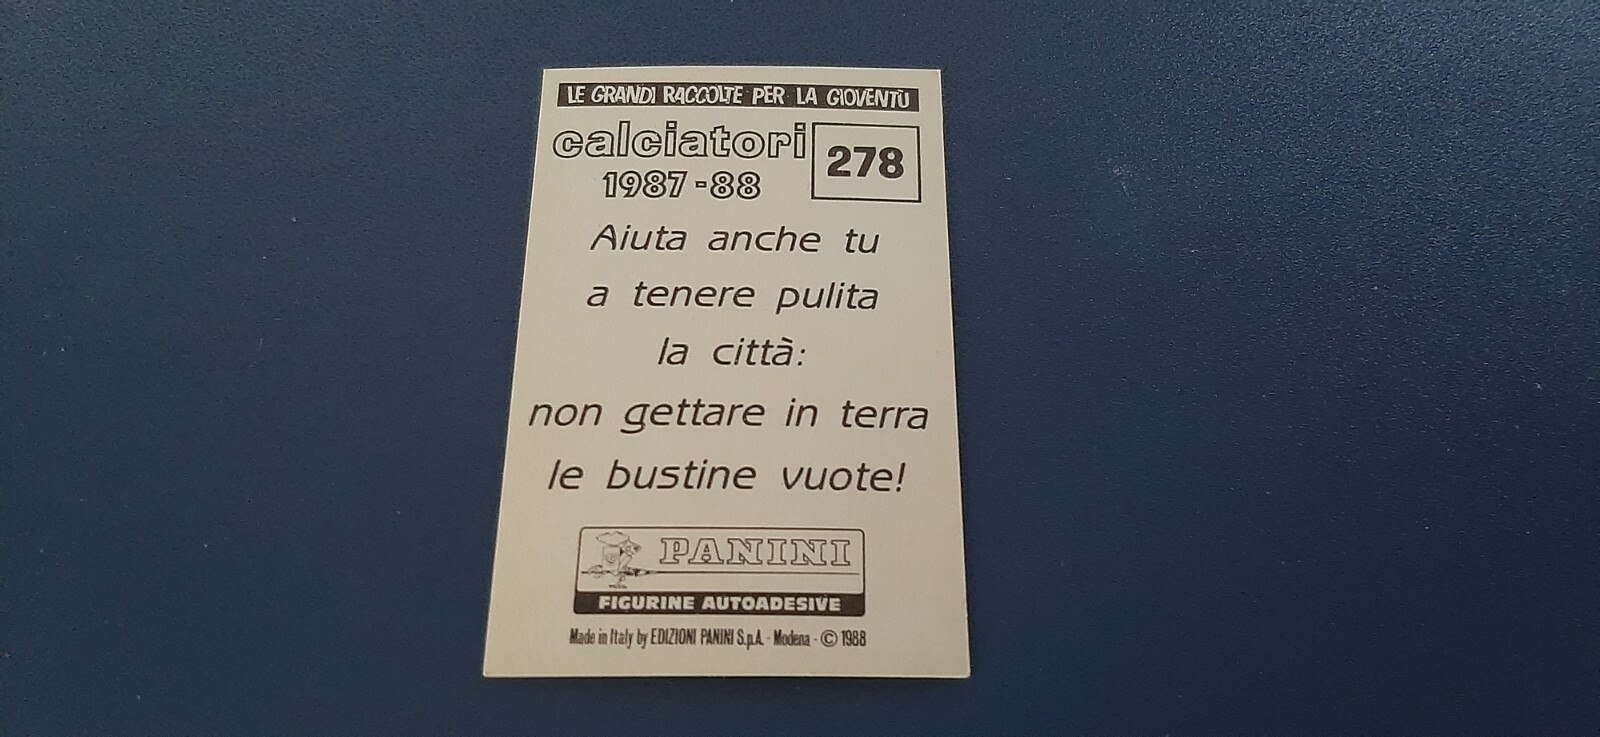 LE GRANDI RACCOLTE PER LA GIOVENTÙ
calciatori
1987-88
278
Aiuta anche tu
a tenere pulita
la città:
non gettare in terra
le bustine vuote!
PANINI
FIGURINE AUTOADESIVE
Made in Italy by EDIZIONI PANINI S.p.A. - Modena - © 1988